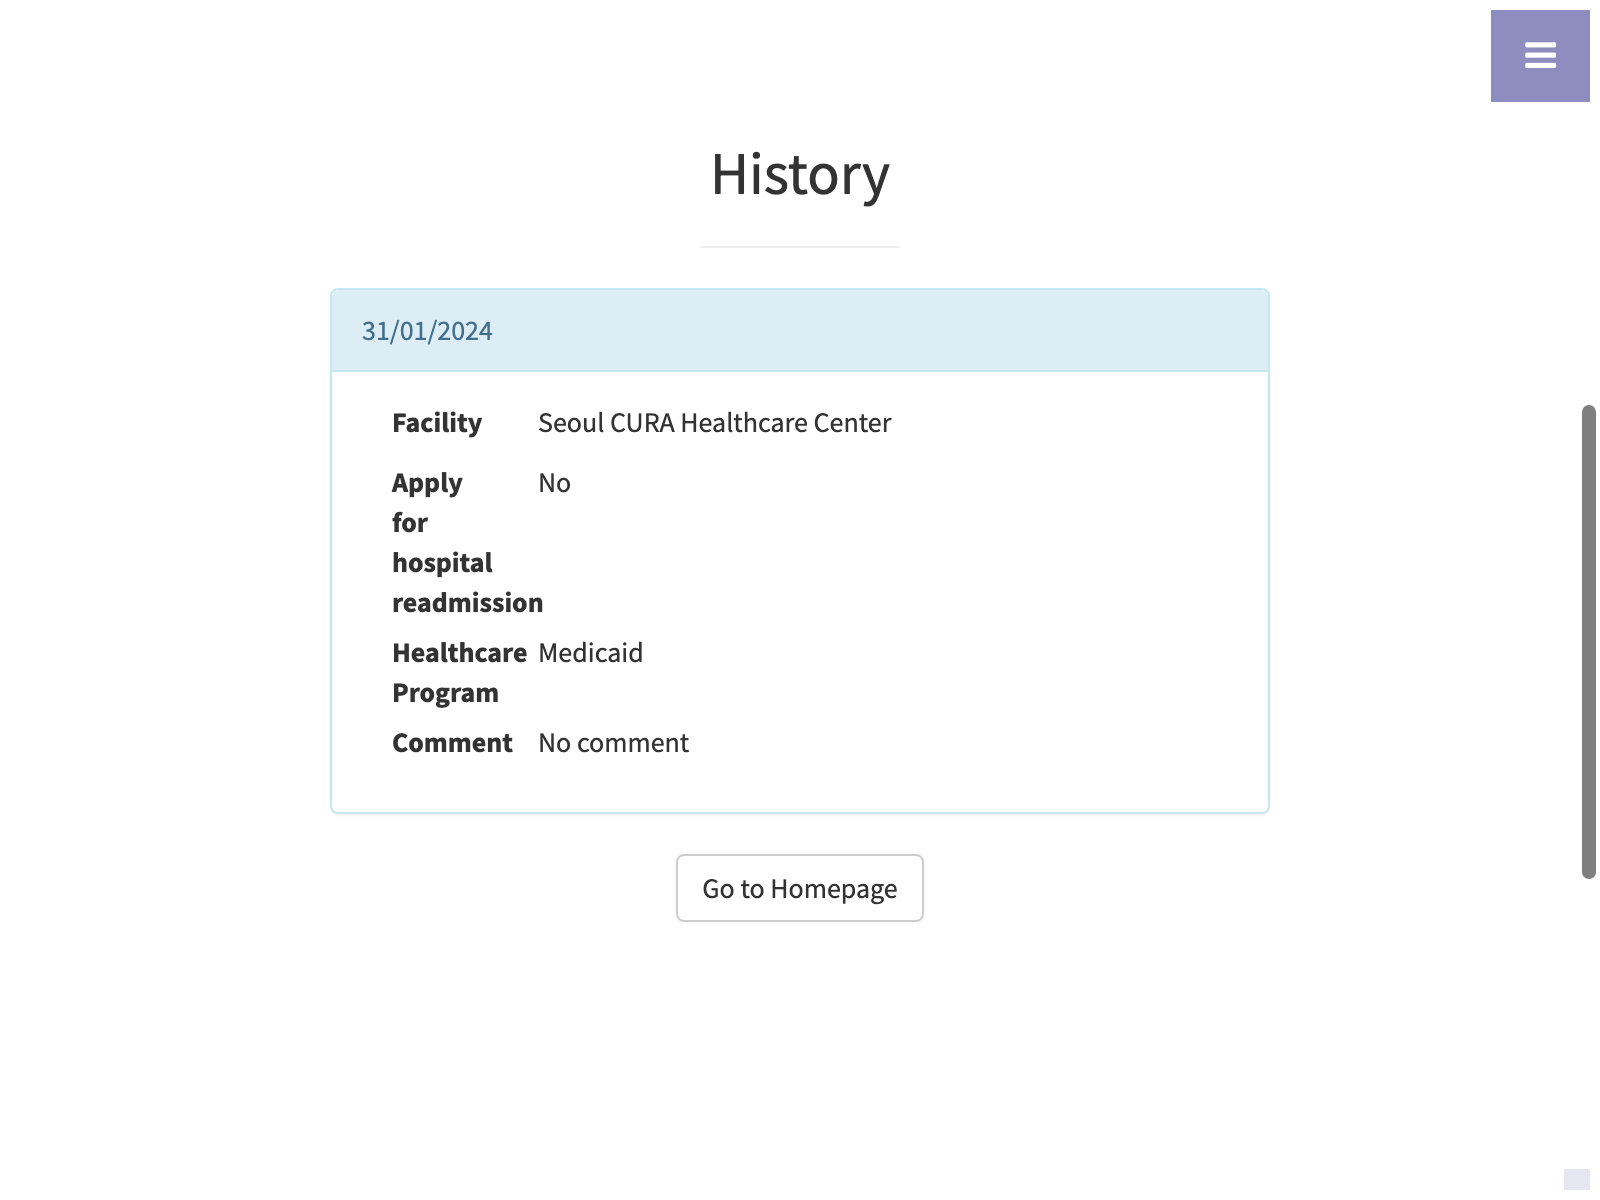 History
31/01/2024
Facility Seoul CURA Healthcare Center
Apply No
for
hospital
readmission
Healthcare Medicaid
Program
Comment No comment
Go to Homepage